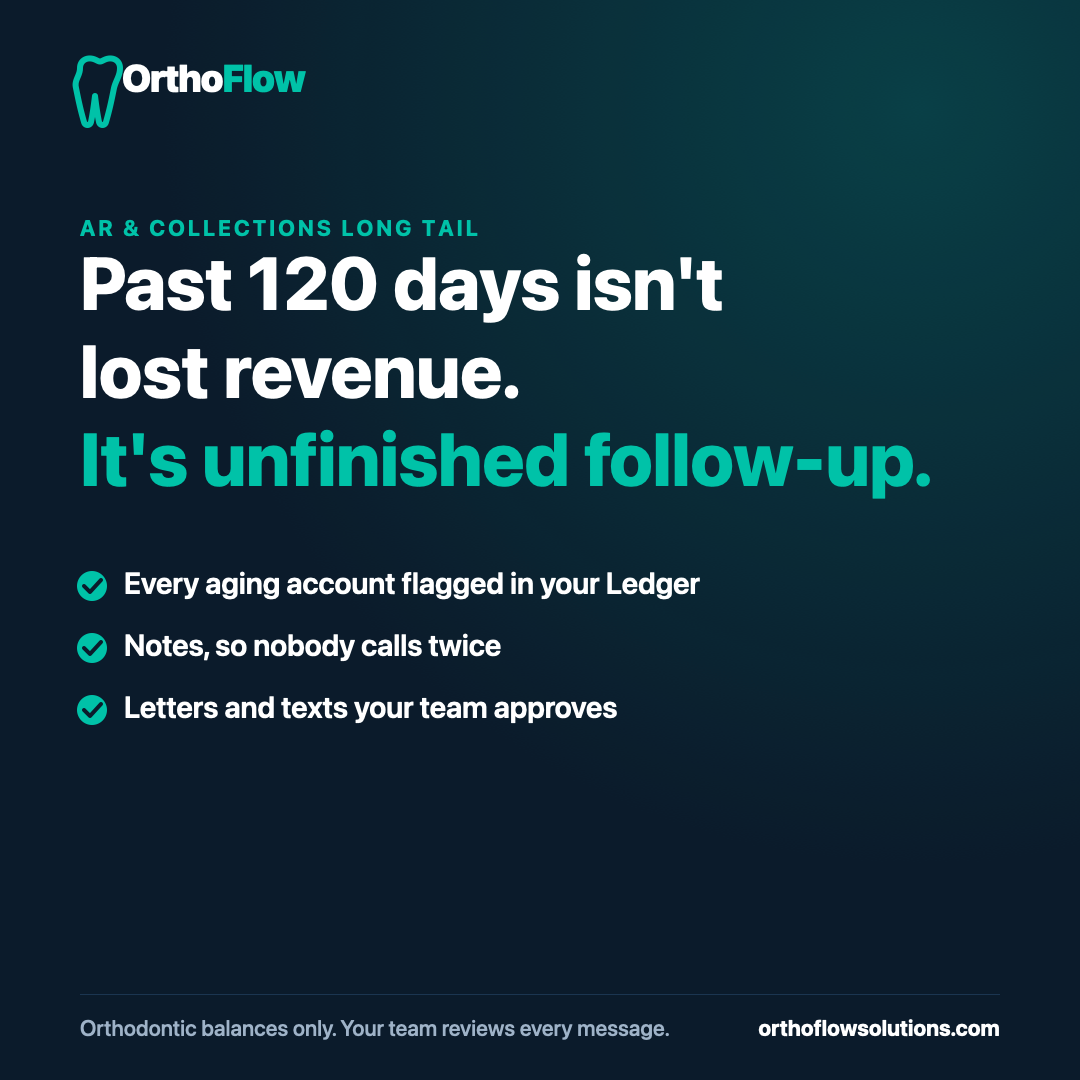 OrthoFlow
AR & COLLECTIONS LONG TAIL
Past 120 days isn't
lost revenue.
It's unfinished follow-up.
Every aging account flagged in your Ledger
Notes, so nobody calls twice
Letters and texts your team approves
Orthodontic balances only. Your team reviews every message.
orthoflowsolutions.com